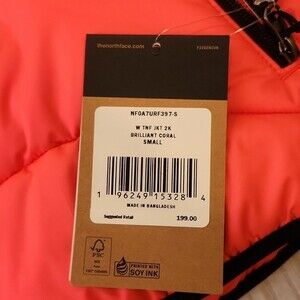 thenorthface.com
NF0A7URF397-S
W TNF JKT 2K
BRILLIANT CORAL
SMALL
1 96249 15328 4
MADE IN BANGLADESH
Suggested Retail 199.00
FSC
PRINTED WITH
SOY INK